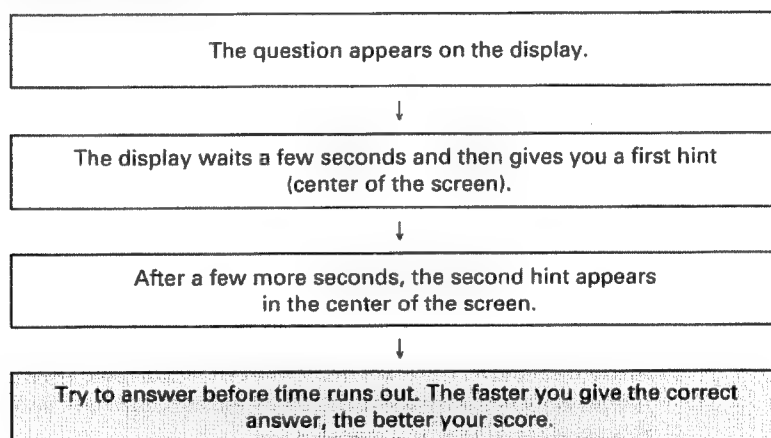 The question appears on the display.
↓
The display waits a few seconds and then gives you a first hint
(center of the screen).
↓
After a few more seconds, the second hint appears
in the center of the screen.
↓
Try to answer before time runs out. The faster you give the correct
answer, the better your score.